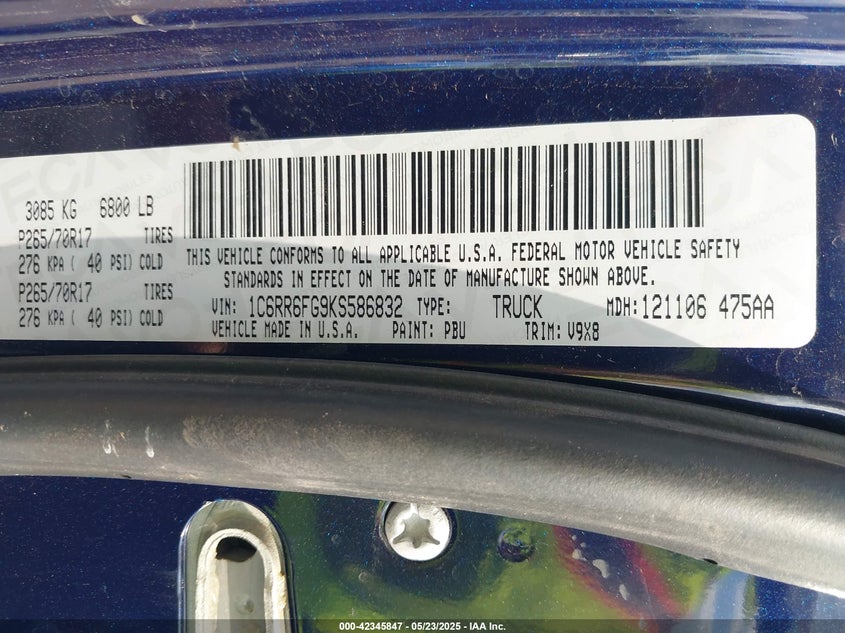 3085 KG 6800 LB
P265/70R17 TIRES
276 KPA ( 40 PSI) COLD
P265/70R17 TIRES
276 KPA ( 40 PSI) COLD
THIS VEHICLE CONFORMS TO ALL APPLICABLE U.S.A. FEDERAL MOTOR VEHICLE SAFETY
STANDARDS IN EFFECT ON THE DATE OF MANUFACTURE SHOWN ABOVE.
VIN: 1C6RR6FG9KS586832 TYPE: TRUCK MDH:121106 475AA
VEHICLE MADE IN U.S.A. PAINT: PBU TRIM: V9X8
000-42345847 / 05/23/2025 / IAA Inc.